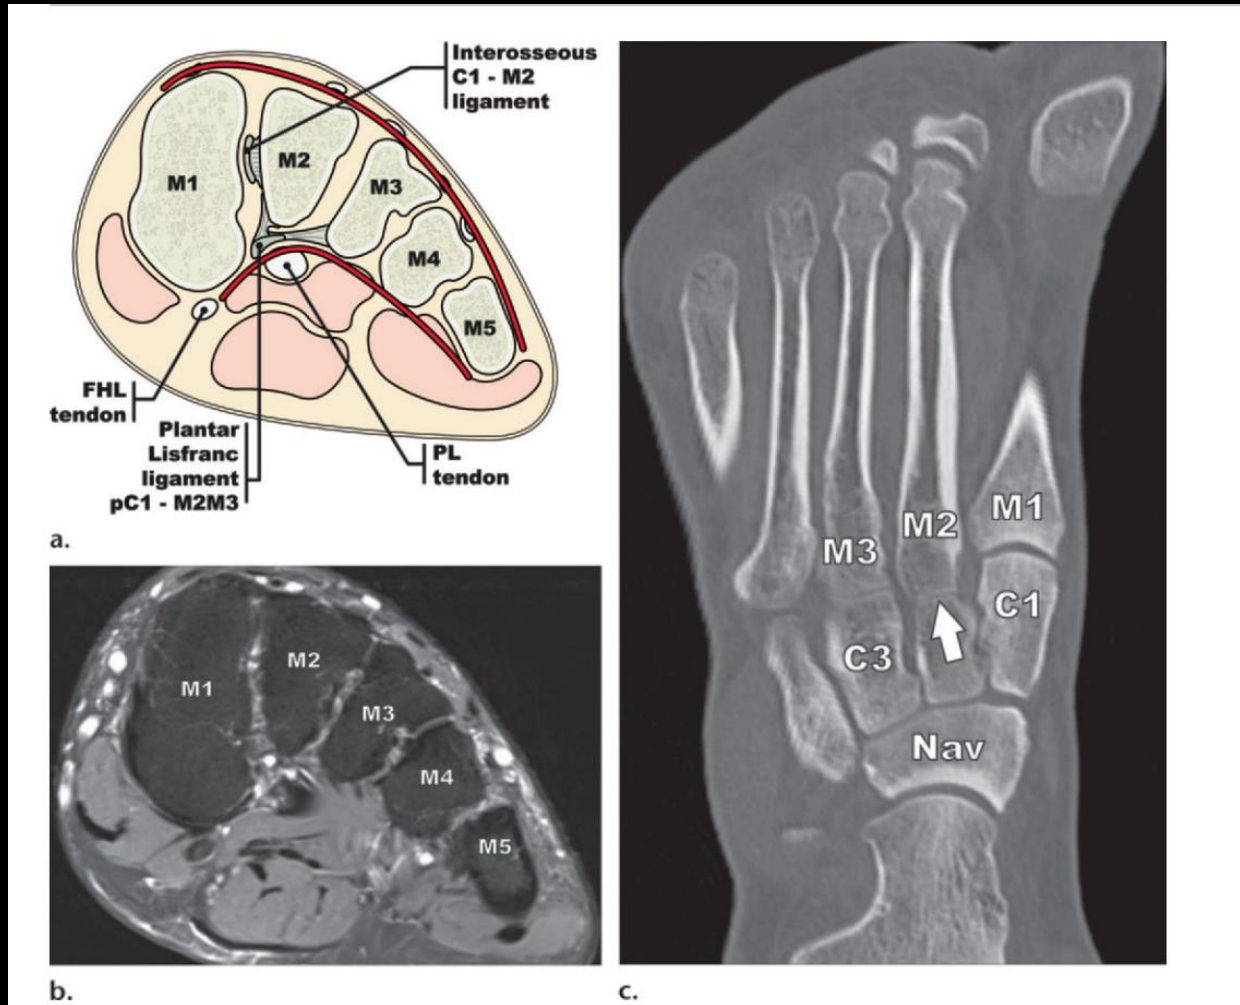 Interosseous
C1 - M2
ligament
M1
M2
M3
M4
M5
FHL
tendon
Plantar
Lisfranc
ligament
pC1 - M2M3
PL
tendon
a.
M1
M2
M3
M4
M5
b.
M1
M2
M3
C1
C3
Nav
c.